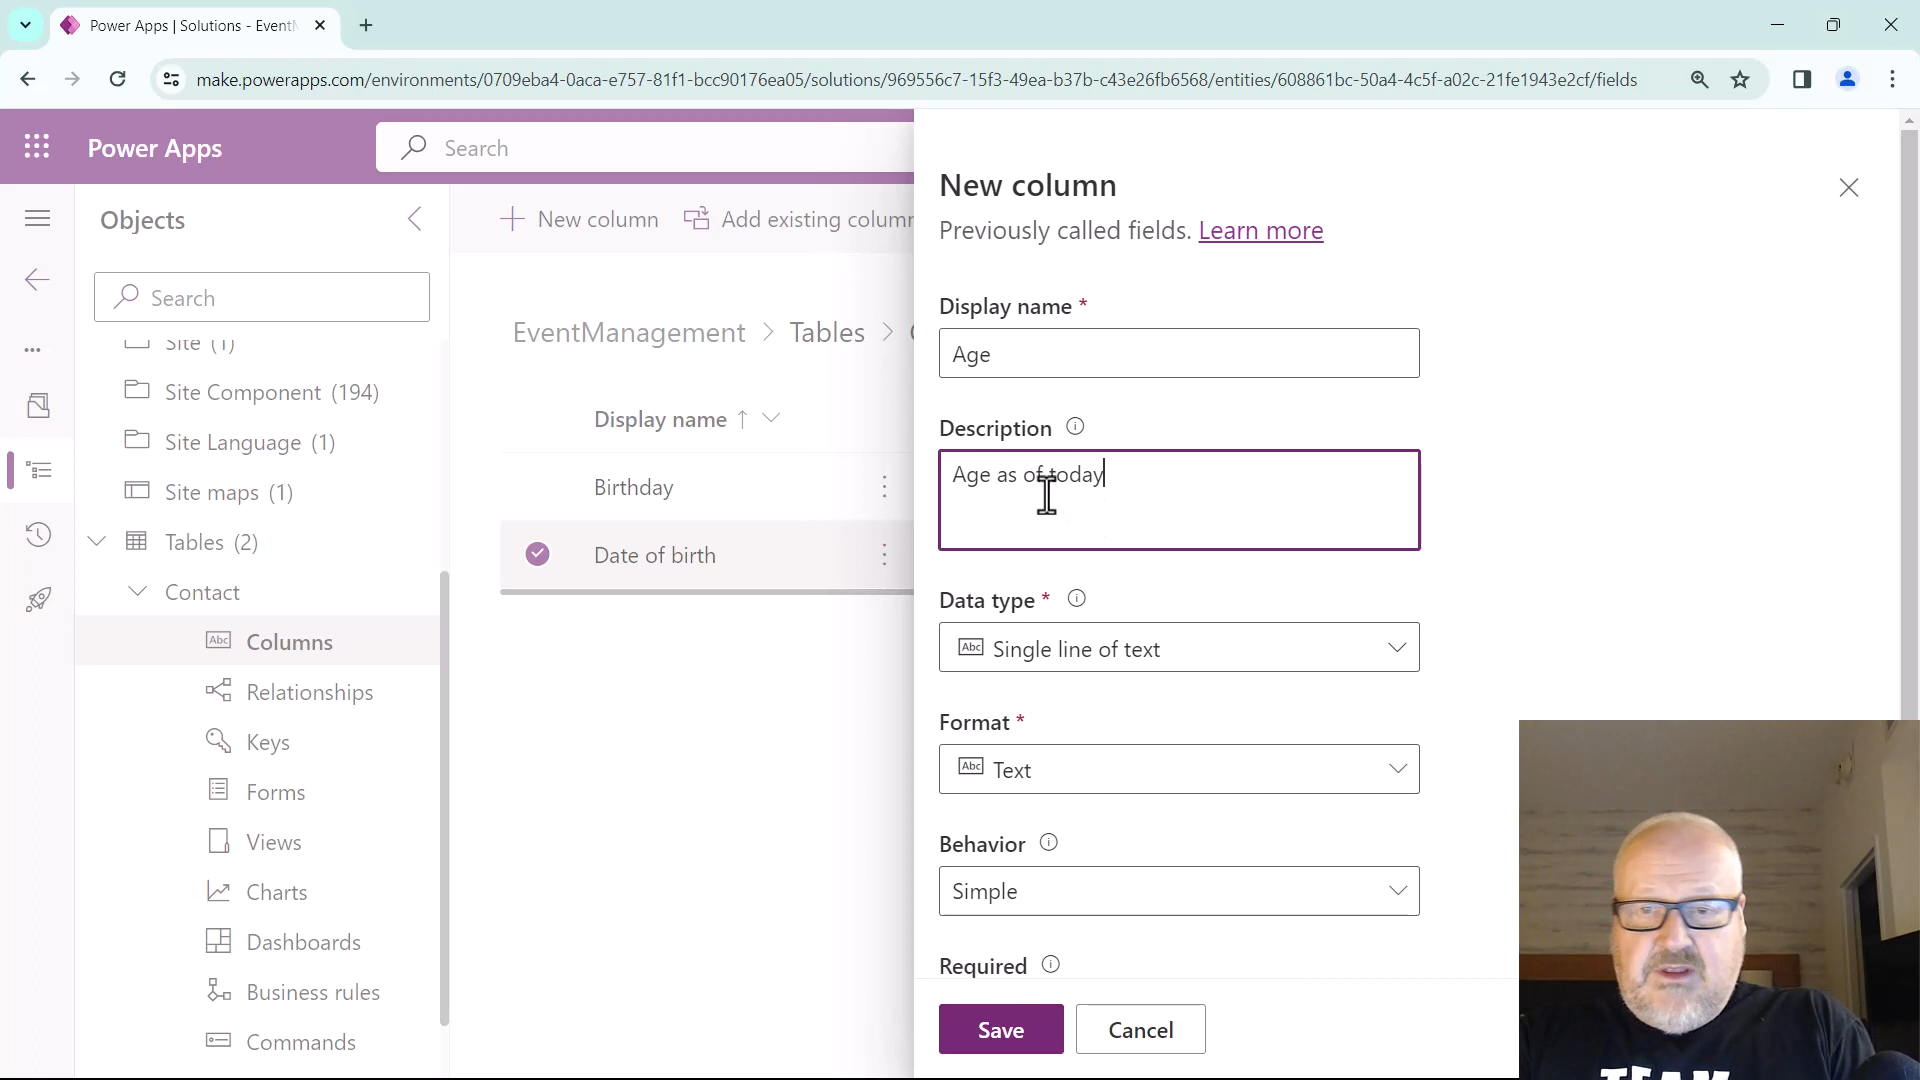 Power Apps | Solutions - Event
make.powerapps.com/environments/0709eba4-0aca-e757-81f1-bcc90176ea05/solutions/969556c7-15f3-49ea-b37b-c43e26fb6568/entities/608861bc-50a4-4c5f-a02c-21fe1943e2cf/fields
Power Apps
Search
Objects
Search
Site (1)
Site Component (194)
Site Language (1)
Site maps (1)
Tables (2)
Contact
Abc Columns
Relationships
Keys
Forms
Views
Charts
Dashboards
Business rules
Commands
New column
Add existing column
EventManagement > Tables >
Display name
Birthday
Date of birth
New column
Previously called fields. Learn more
Display name *
Age
Description
Age as of today
Data type *
Abc Single line of text
Format *
Abc Text
Behavior
Simple
Required
Save
Cancel
TEAM